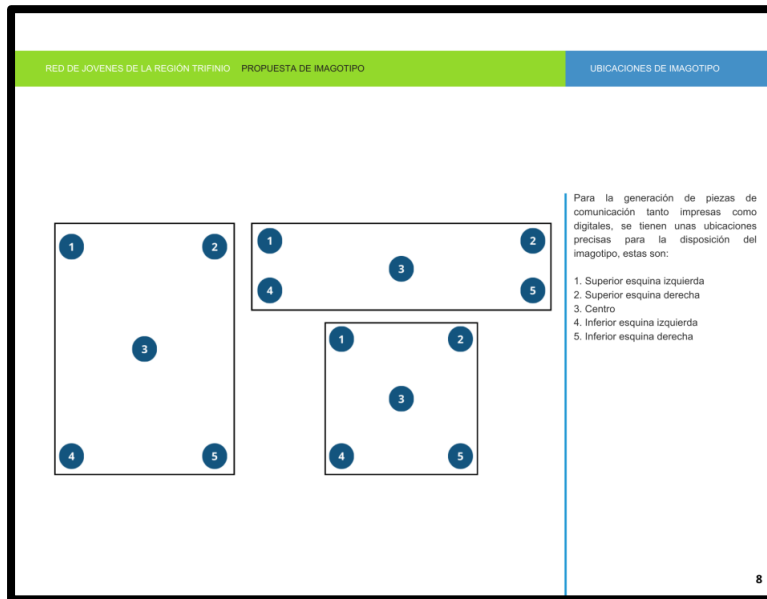 RED DE JOVENES DE LA REGIÓN TRIFINIO PROPUESTA DE IMAGOTIPO
UBICACIONES DE IMAGOTIPO
Para la generación de piezas de
comunicación tanto impresas como
digitales, se tienen unas ubicaciones
precisas para la disposición del
imagotipo, estas son:
1. Superior esquina izquierda
2. Superior esquina derecha
3. Centro
4. Inferior esquina izquierda
5. Inferior esquina derecha
1 2
3
4 5
1 2
3
4 5
1 2
3
4 5
8